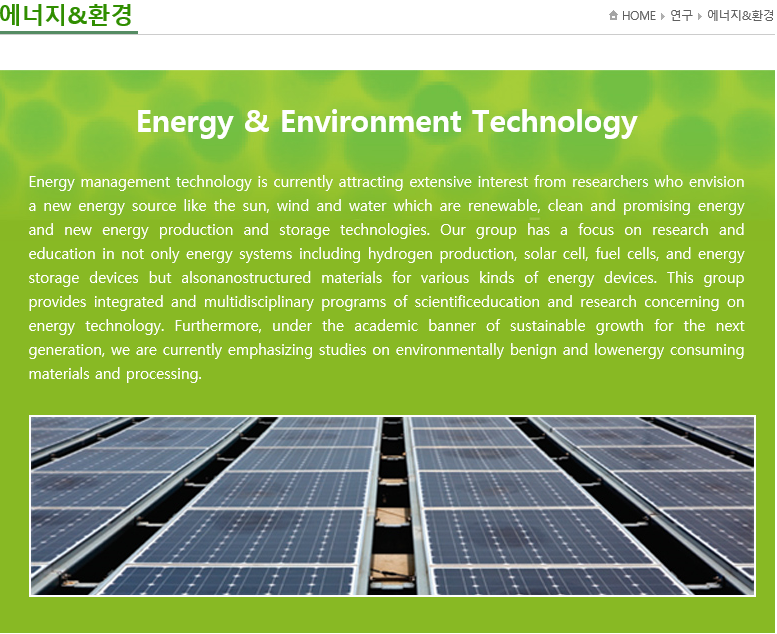 에너지&환경
HOME 연구 에너지&환경
Energy & Environment Technology
Energy management technology is currently attracting extensive interest from researchers who envision
a new energy source like the sun, wind and water which are renewable, clean and promising energy
and new energy production and storage technologies. Our group has a focus on research and
education in not only energy systems including hydrogen production, solar cell, fuel cells, and energy
storage devices but alsonanostructured materials for various kinds of energy devices. This group
provides integrated and multidisciplinary programs of scientificeducation and research concerning on
energy technology. Furthermore, under the academic banner of sustainable growth for the next
generation, we are currently emphasizing studies on environmentally benign and lowenergy consuming
materials and processing.